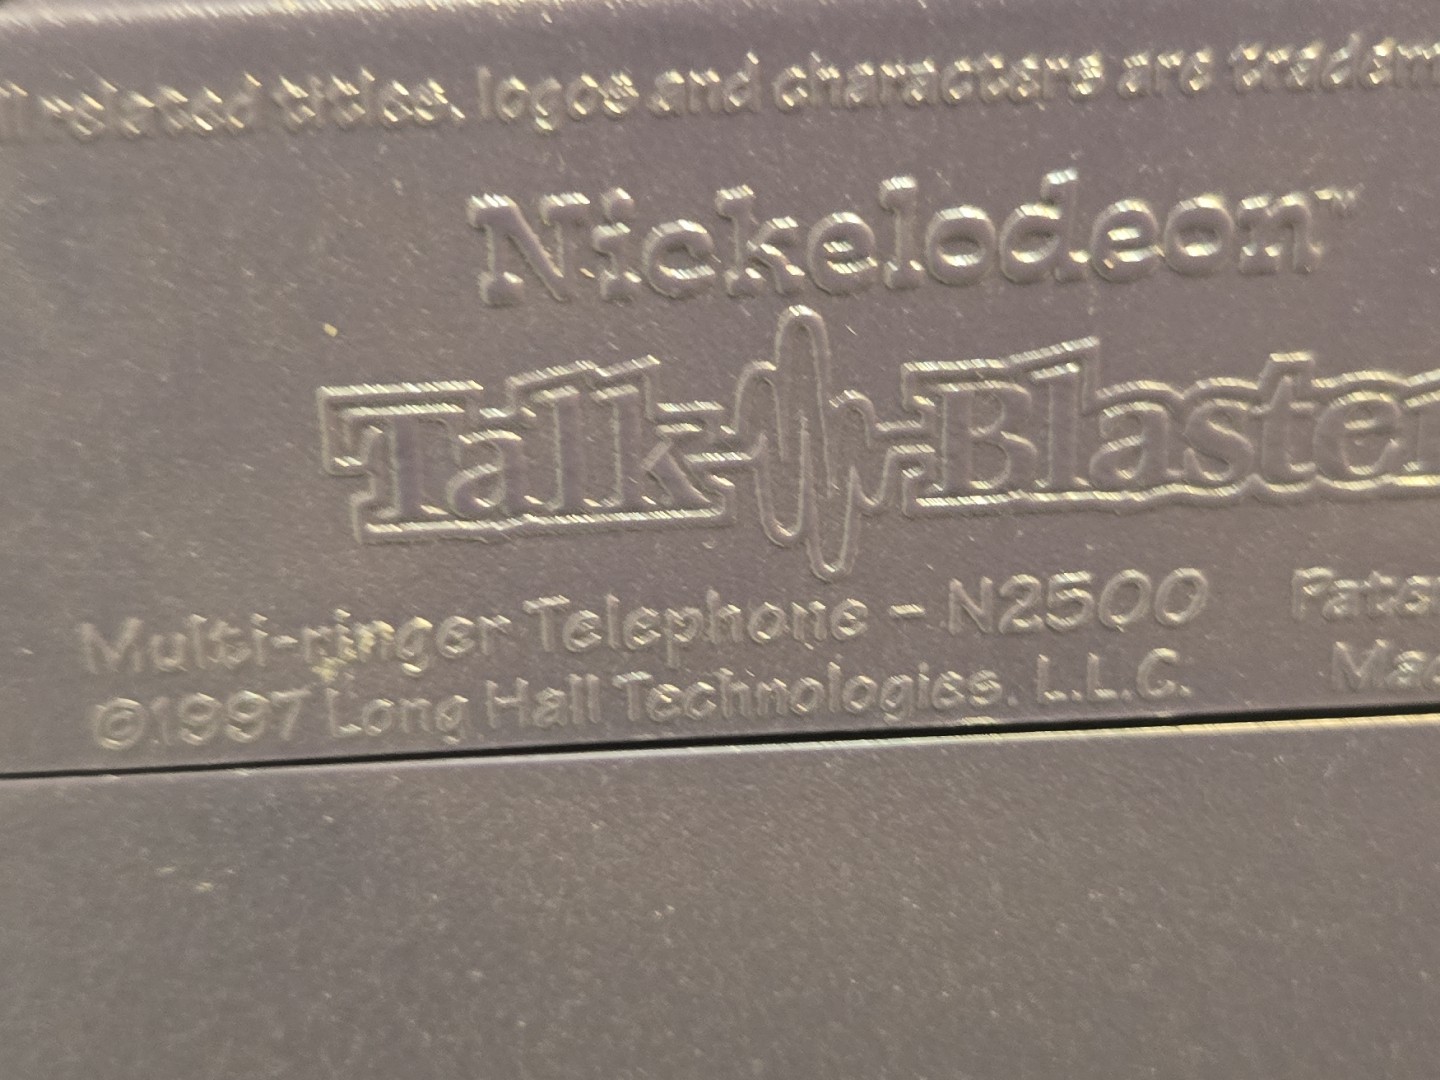 related titles, logos and characters are
Nickelodeon™
Talk Blaster
Multi-ringer Telephone - N2500
©1997 Long Hall Technologies, L.L.C.